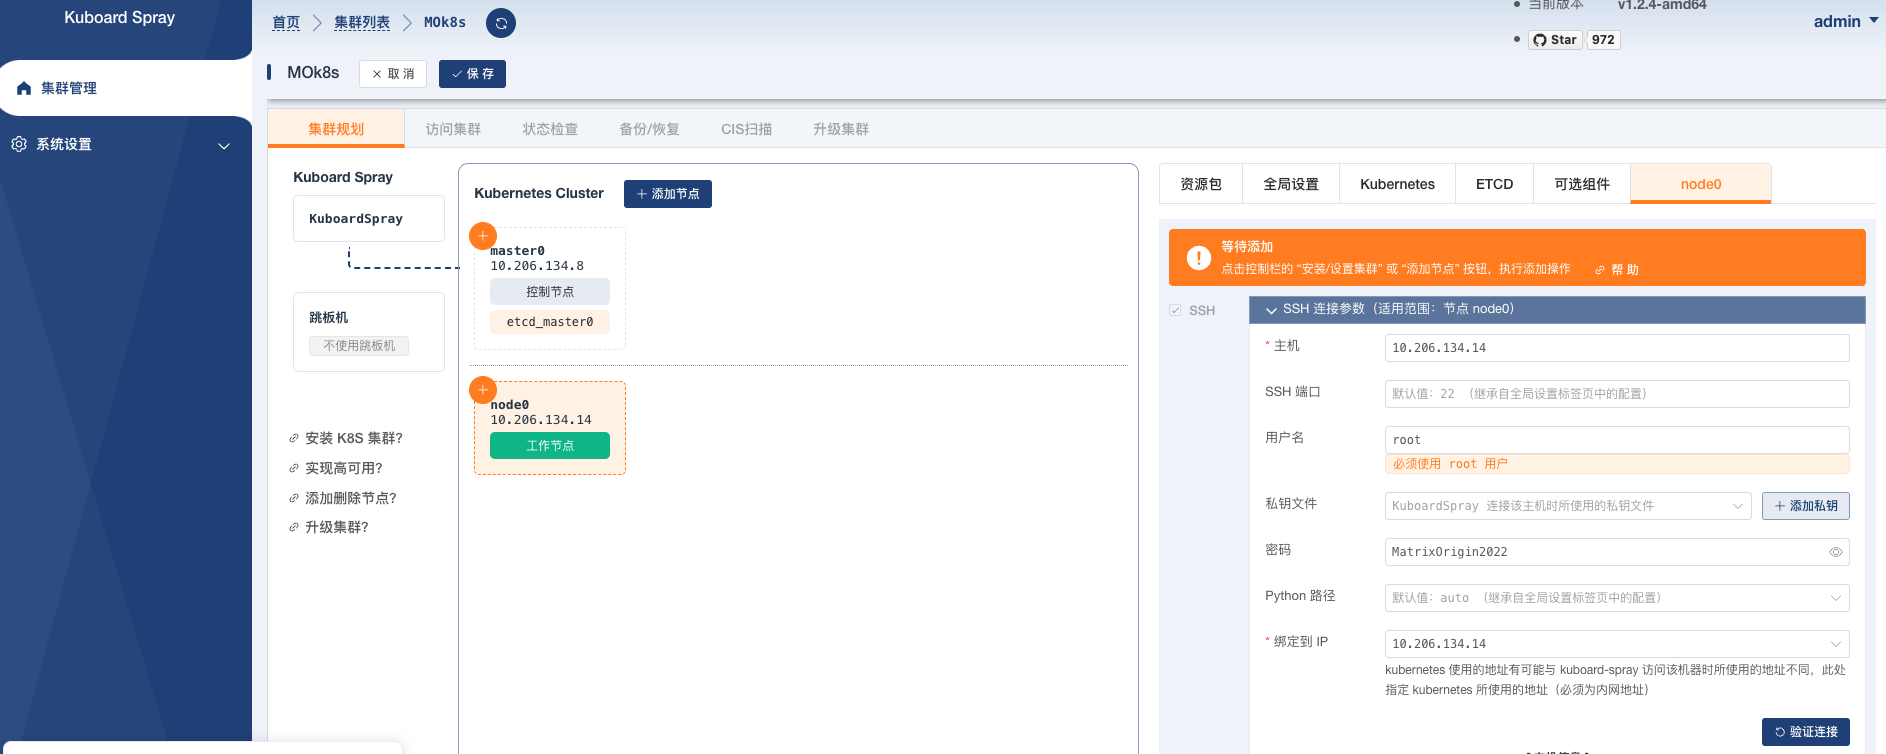 Kuboard Spray
首页
集群列表
MOk8s
当前版本
v1.2.4-amd64
Star
972
admin
集群管理
系统设置
MOk8s
取 消
保 存
集群规划
访问集群
状态检查
备份/恢复
CIS扫描
升级集群
Kuboard Spray
KuboardSpray
跳板机
不使用跳板机
安装 K8S 集群?
实现高可用?
添加删除节点?
升级集群?
Kubernetes Cluster
添加节点
master0
10.206.134.8
控制节点
etcd_master0
node0
10.206.134.14
工作节点
资源包
全局设置
Kubernetes
ETCD
可选组件
node0
等待添加
点击控制栏的 “安装/设置集群” 或 “添加节点” 按钮，执行添加操作
帮 助
SSH
SSH 连接参数（适用范围：节点 node0）
* 主机
10.206.134.14
SSH 端口
默认值：22 （继承自全局设置标签页中的配置）
用户名
root
必须使用 root 用户
私钥文件
KuboardSpray 连接该主机时所使用的私钥文件
添加私钥
密码
MatrixOrigin2022
Python 路径
默认值：auto （继承自全局设置标签页中的配置）
* 绑定到 IP
10.206.134.14
kubernetes 使用的地址有可能与 kuboard-spray 访问该机器时所使用的地址不同，此处
指定 kubernetes 所使用的地址（必须为内网地址）
验证连接